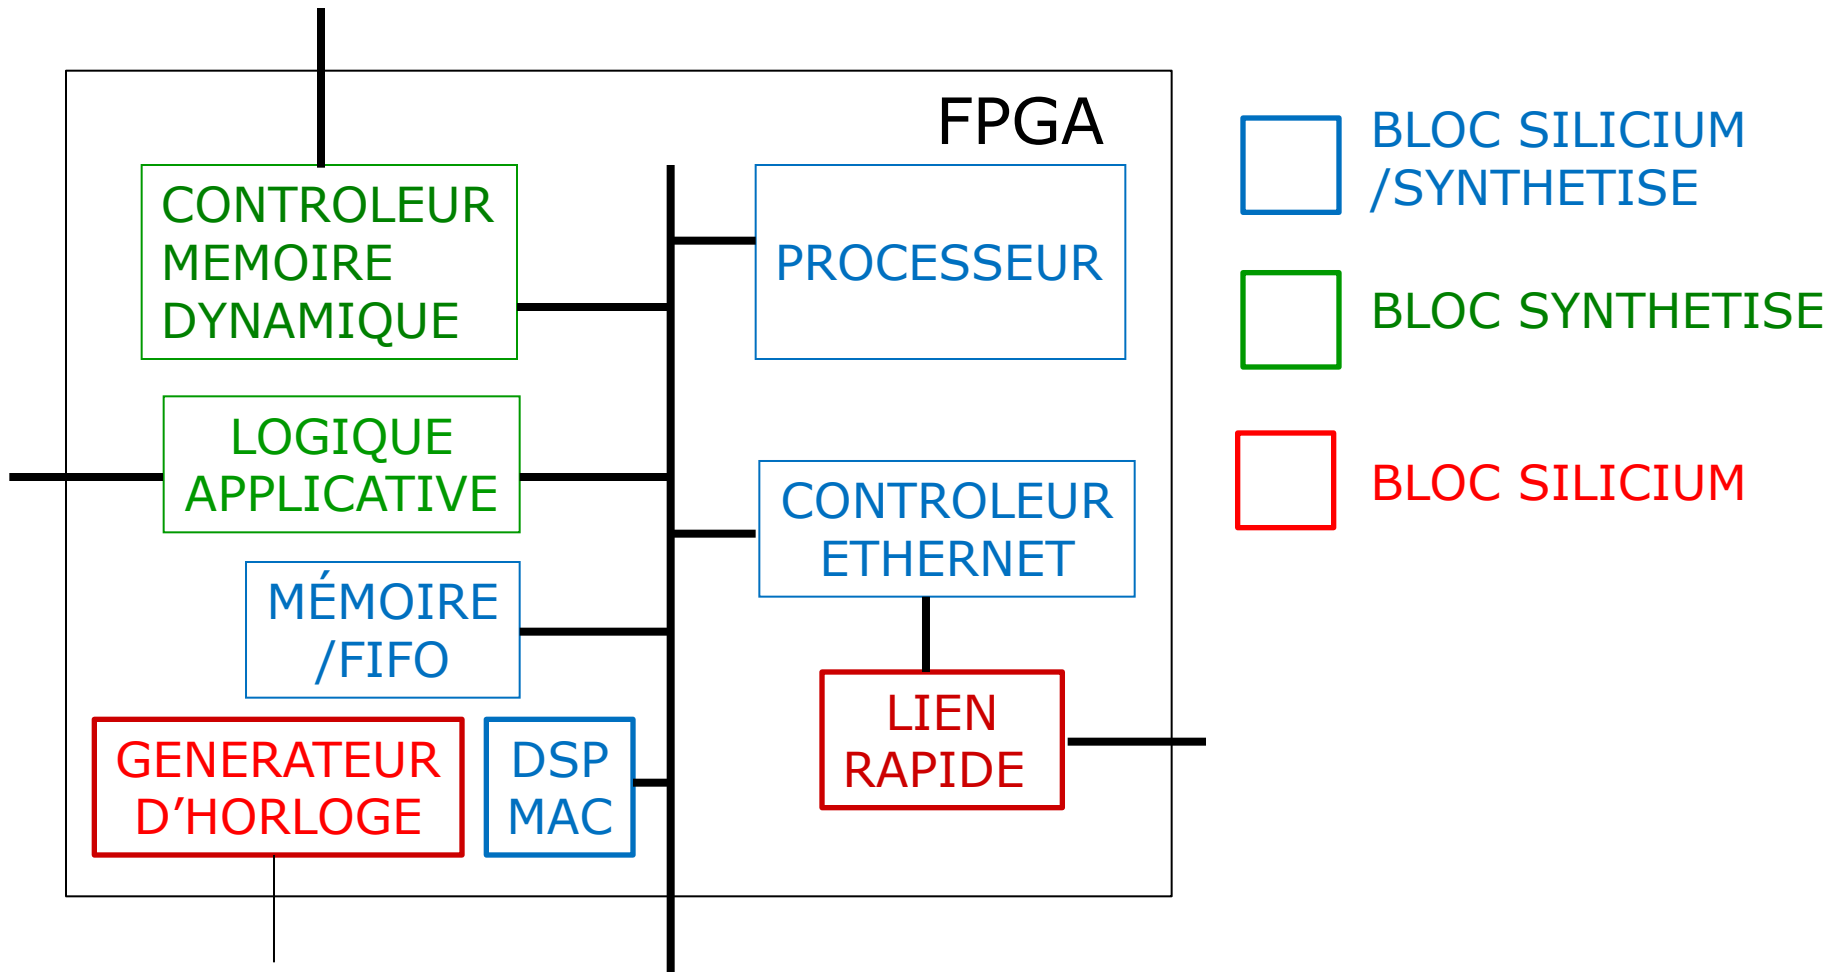 FPGA
CONTROLEUR
MEMOIRE
DYNAMIQUE
PROCESSEUR
LOGIQUE
APPLICATIVE
CONTROLEUR
ETHERNET
MÉMOIRE
/FIFO
LIEN
RAPIDE
GENERATEUR
D’HORLOGE
DSP
MAC
BLOC SILICIUM
/SYNTHETISE
BLOC SYNTHETISE
BLOC SILICIUM